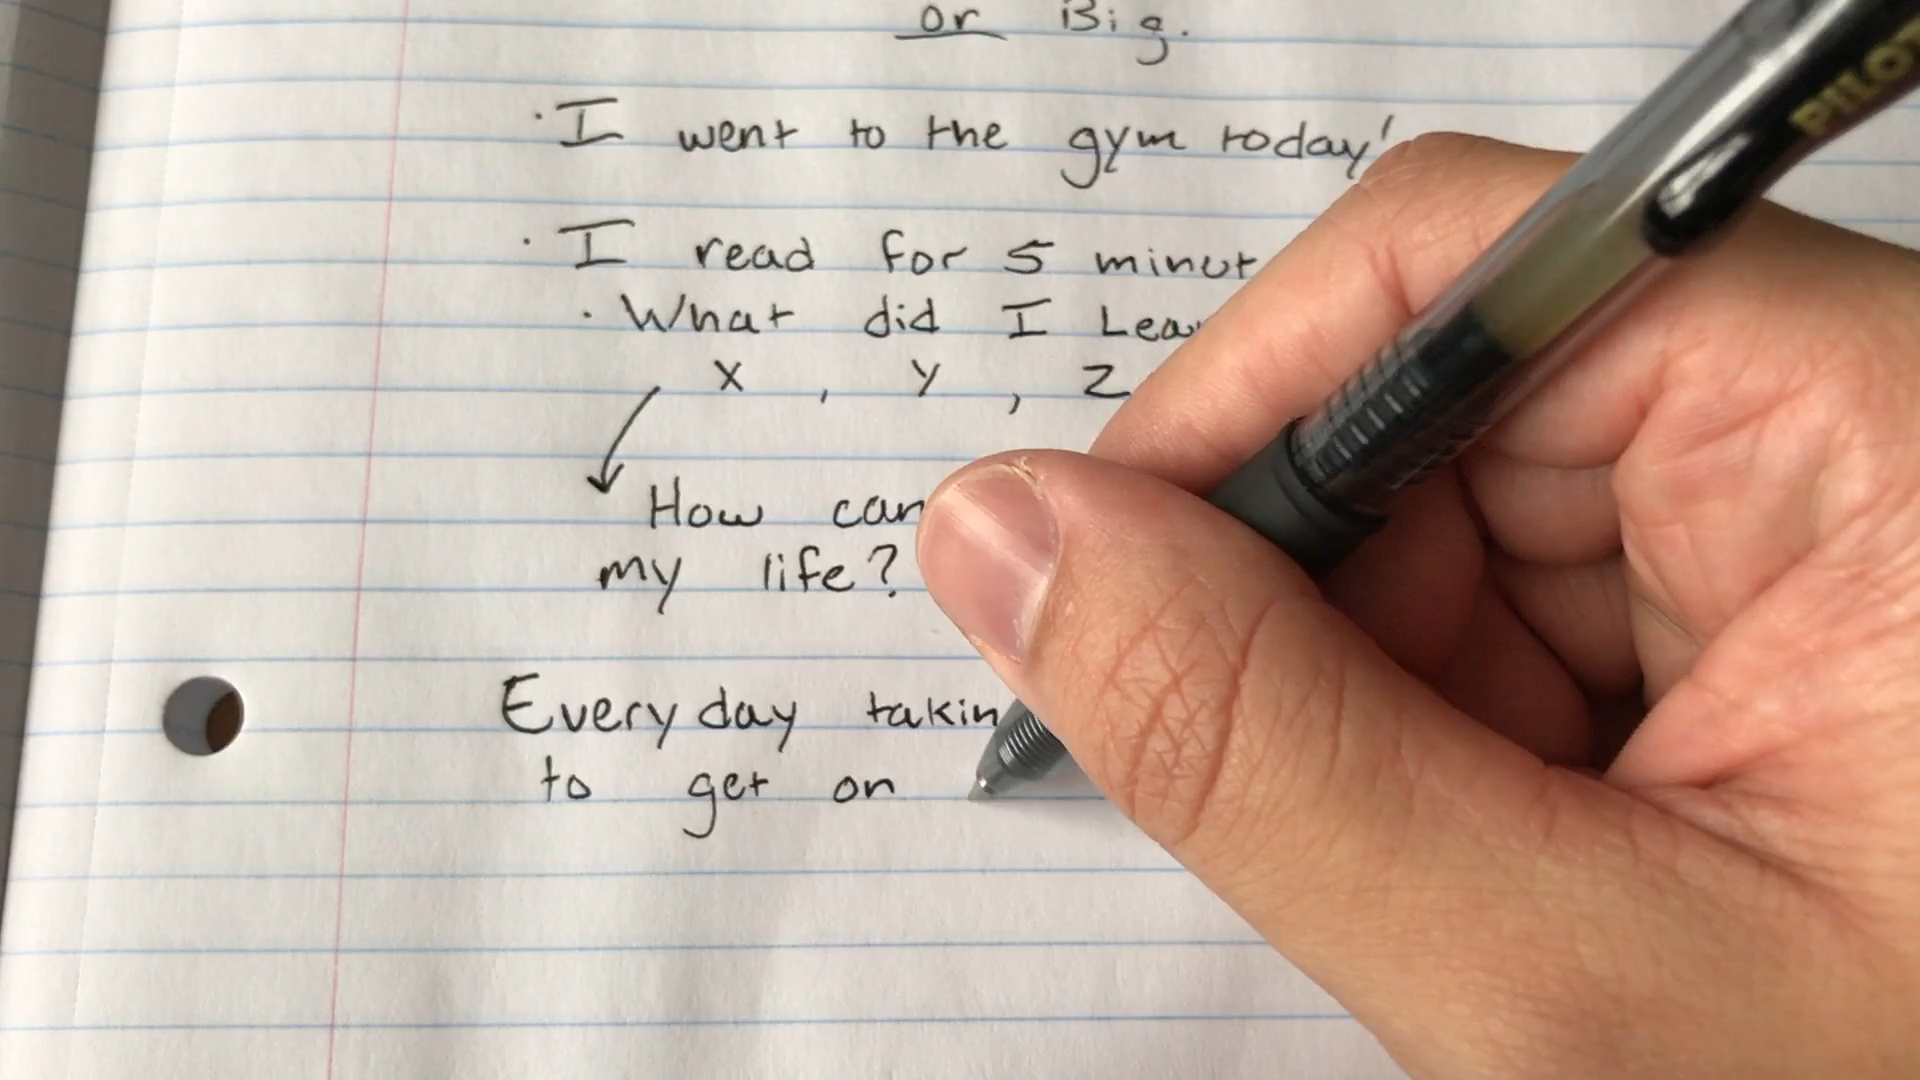 or Big.
· I went to the gym today!
· I read for 5 minut
· What did I Lea
X , Y , Z
How can
my life?
Everyday takin
to get on
PILOT